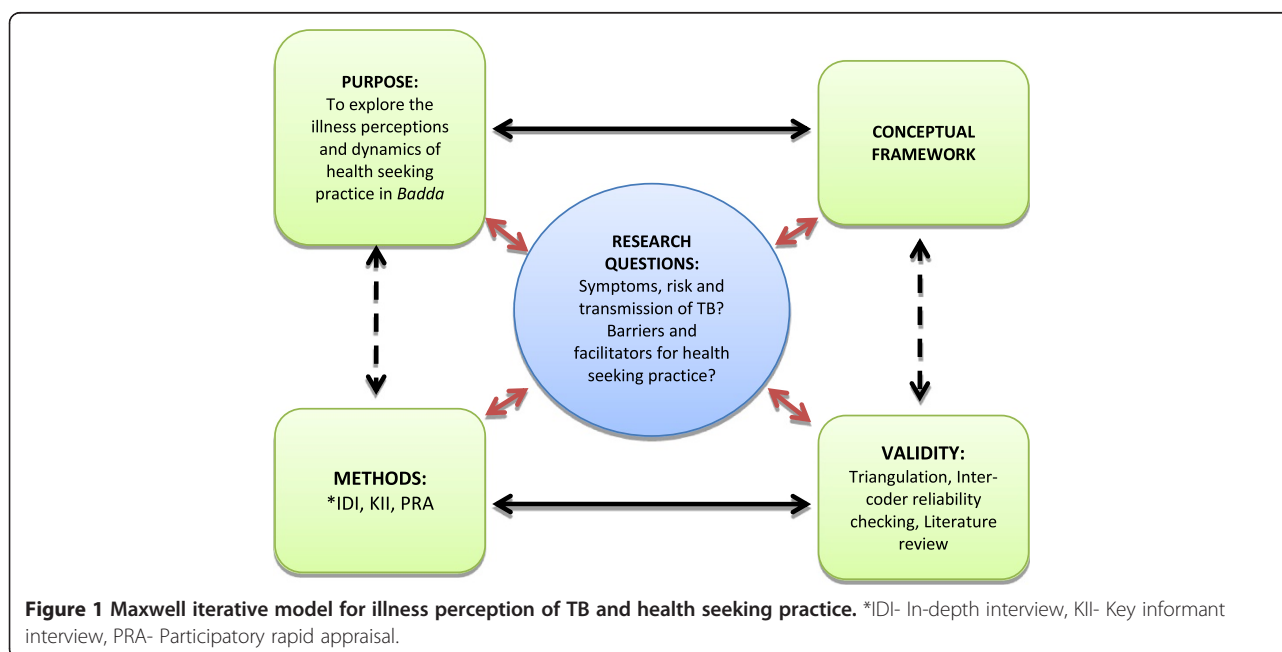 PURPOSE:
To explore the
illness perceptions
and dynamics of
health seeking
practice in Badda
CONCEPTUAL
FRAMEWORK
RESEARCH
QUESTIONS:
Symptoms, risk and
transmission of TB?
Barriers and
facilitators for health
seeking practice?
METHODS:
*IDI, KII, PRA
VALIDITY:
Triangulation, Inter-
coder reliability
checking, Literature
review
Figure 1 Maxwell iterative model for illness perception of TB and health seeking practice. *IDI- In-depth interview, KII- Key informant
interview, PRA- Participatory rapid appraisal.